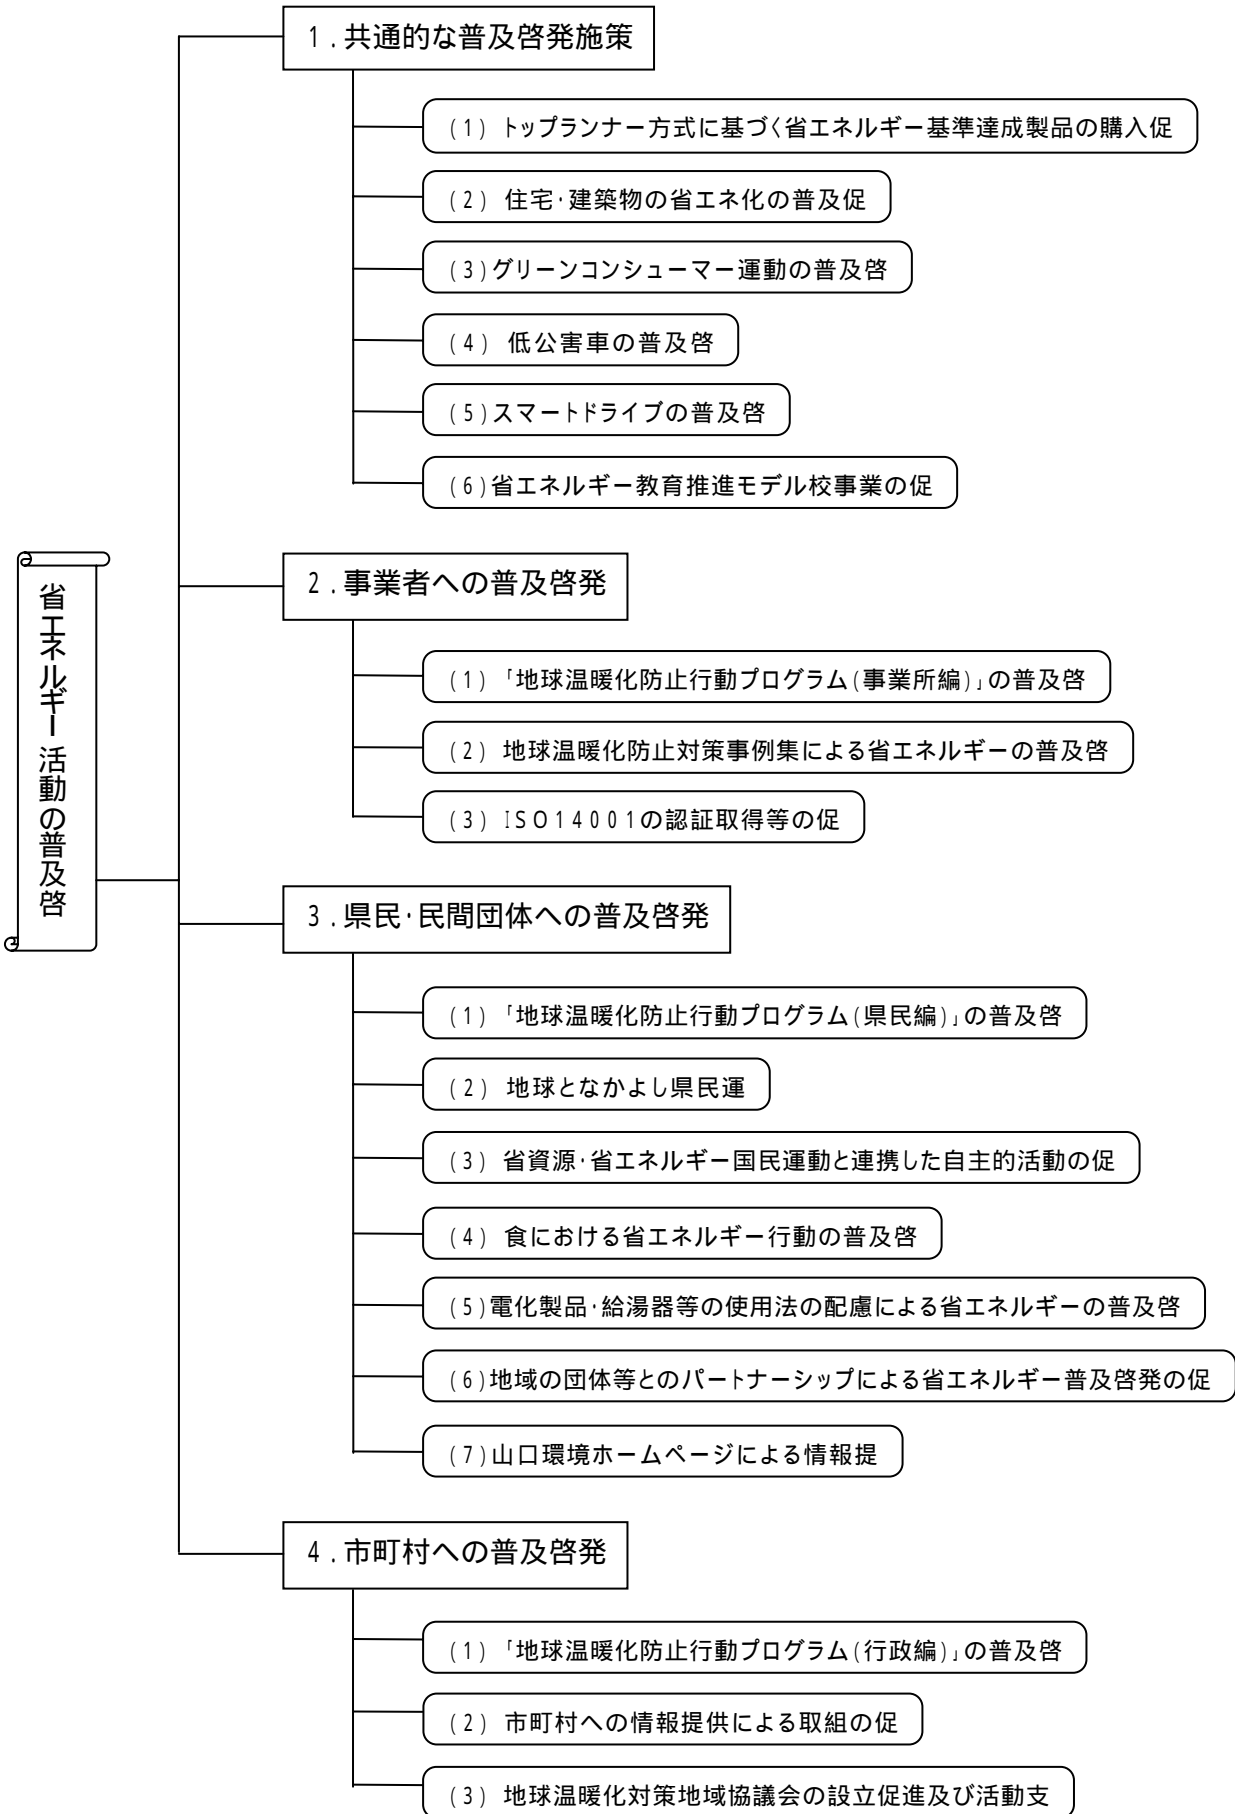 省エネルギー活動の普及啓
1.共通的な普及啓発施策
(1) トップランナー方式に基づく省エネルギー基準達成製品の購入促
(2) 住宅・建築物の省エネ化の普及促
(3)グリーンコンシューマー運動の普及啓
(4) 低公害車の普及啓
(5)スマートドライブの普及啓
(6)省エネルギー教育推進モデル校事業の促
2.事業者への普及啓発
(1) 「地球温暖化防止行動プログラム(事業所編)」の普及啓
(2) 地球温暖化防止対策事例集による省エネルギーの普及啓
(3) ISO14001の認証取得等の促
3.県民・民間団体への普及啓発
(1) 「地球温暖化防止行動プログラム(県民編)」の普及啓
(2) 地球となかよし県民運
(3) 省資源・省エネルギー国民運動と連携した自主的活動の促
(4) 食における省エネルギー行動の普及啓
(5)電化製品・給湯器等の使用法の配慮による省エネルギーの普及啓
(6)地域の団体等とのパートナーシップによる省エネルギー普及啓発の促
(7)山口環境ホームページによる情報提
4.市町村への普及啓発
(1) 「地球温暖化防止行動プログラム(行政編)」の普及啓
(2) 市町村への情報提供による取組の促
(3) 地球温暖化対策地域協議会の設立促進及び活動支